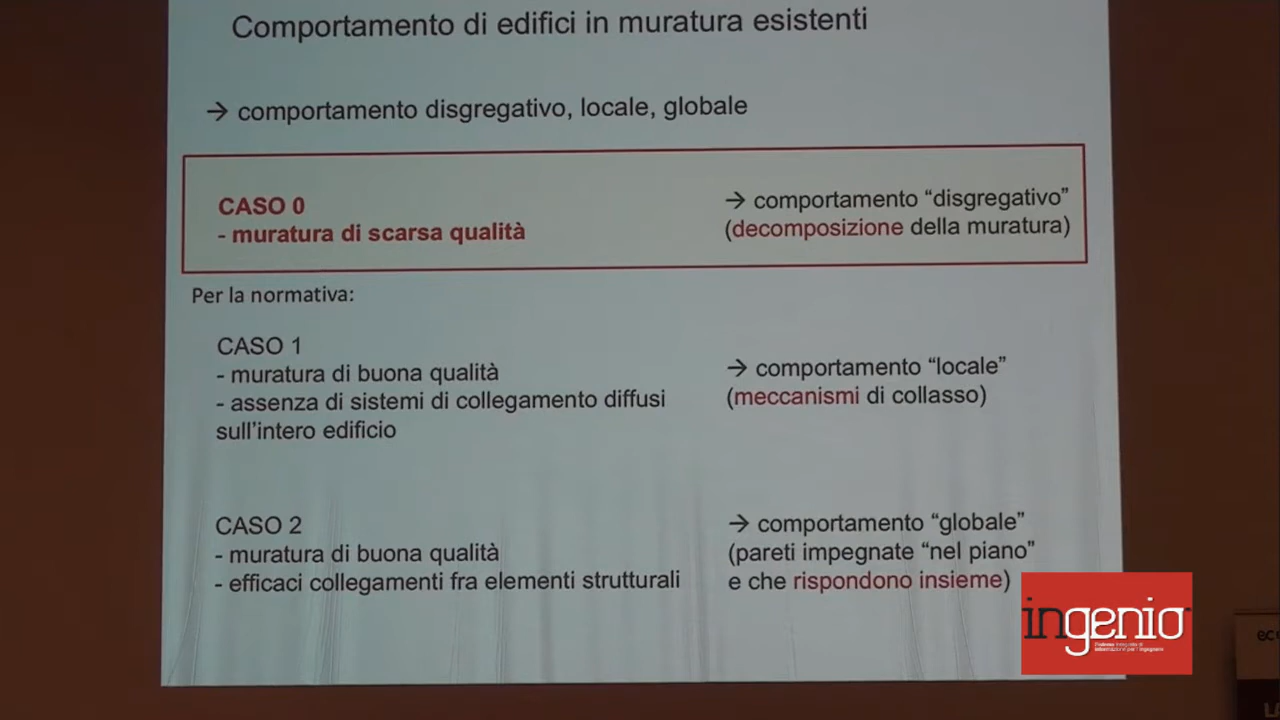 Comportamento di edifici in muratura esistenti
→ comportamento disgregativo, locale, globale
CASO 0
- muratura di scarsa qualità
→ comportamento “disgregativo”
(decomposizione della muratura)
Per la normativa:
CASO 1
- muratura di buona qualità
- assenza di sistemi di collegamento diffusi
sull’intero edificio
→ comportamento “locale”
(meccanismi di collasso)
CASO 2
- muratura di buona qualità
- efficaci collegamenti fra elementi strutturali
→ comportamento “globale”
(pareti impegnate “nel piano”
e che rispondono insieme)
ingenio